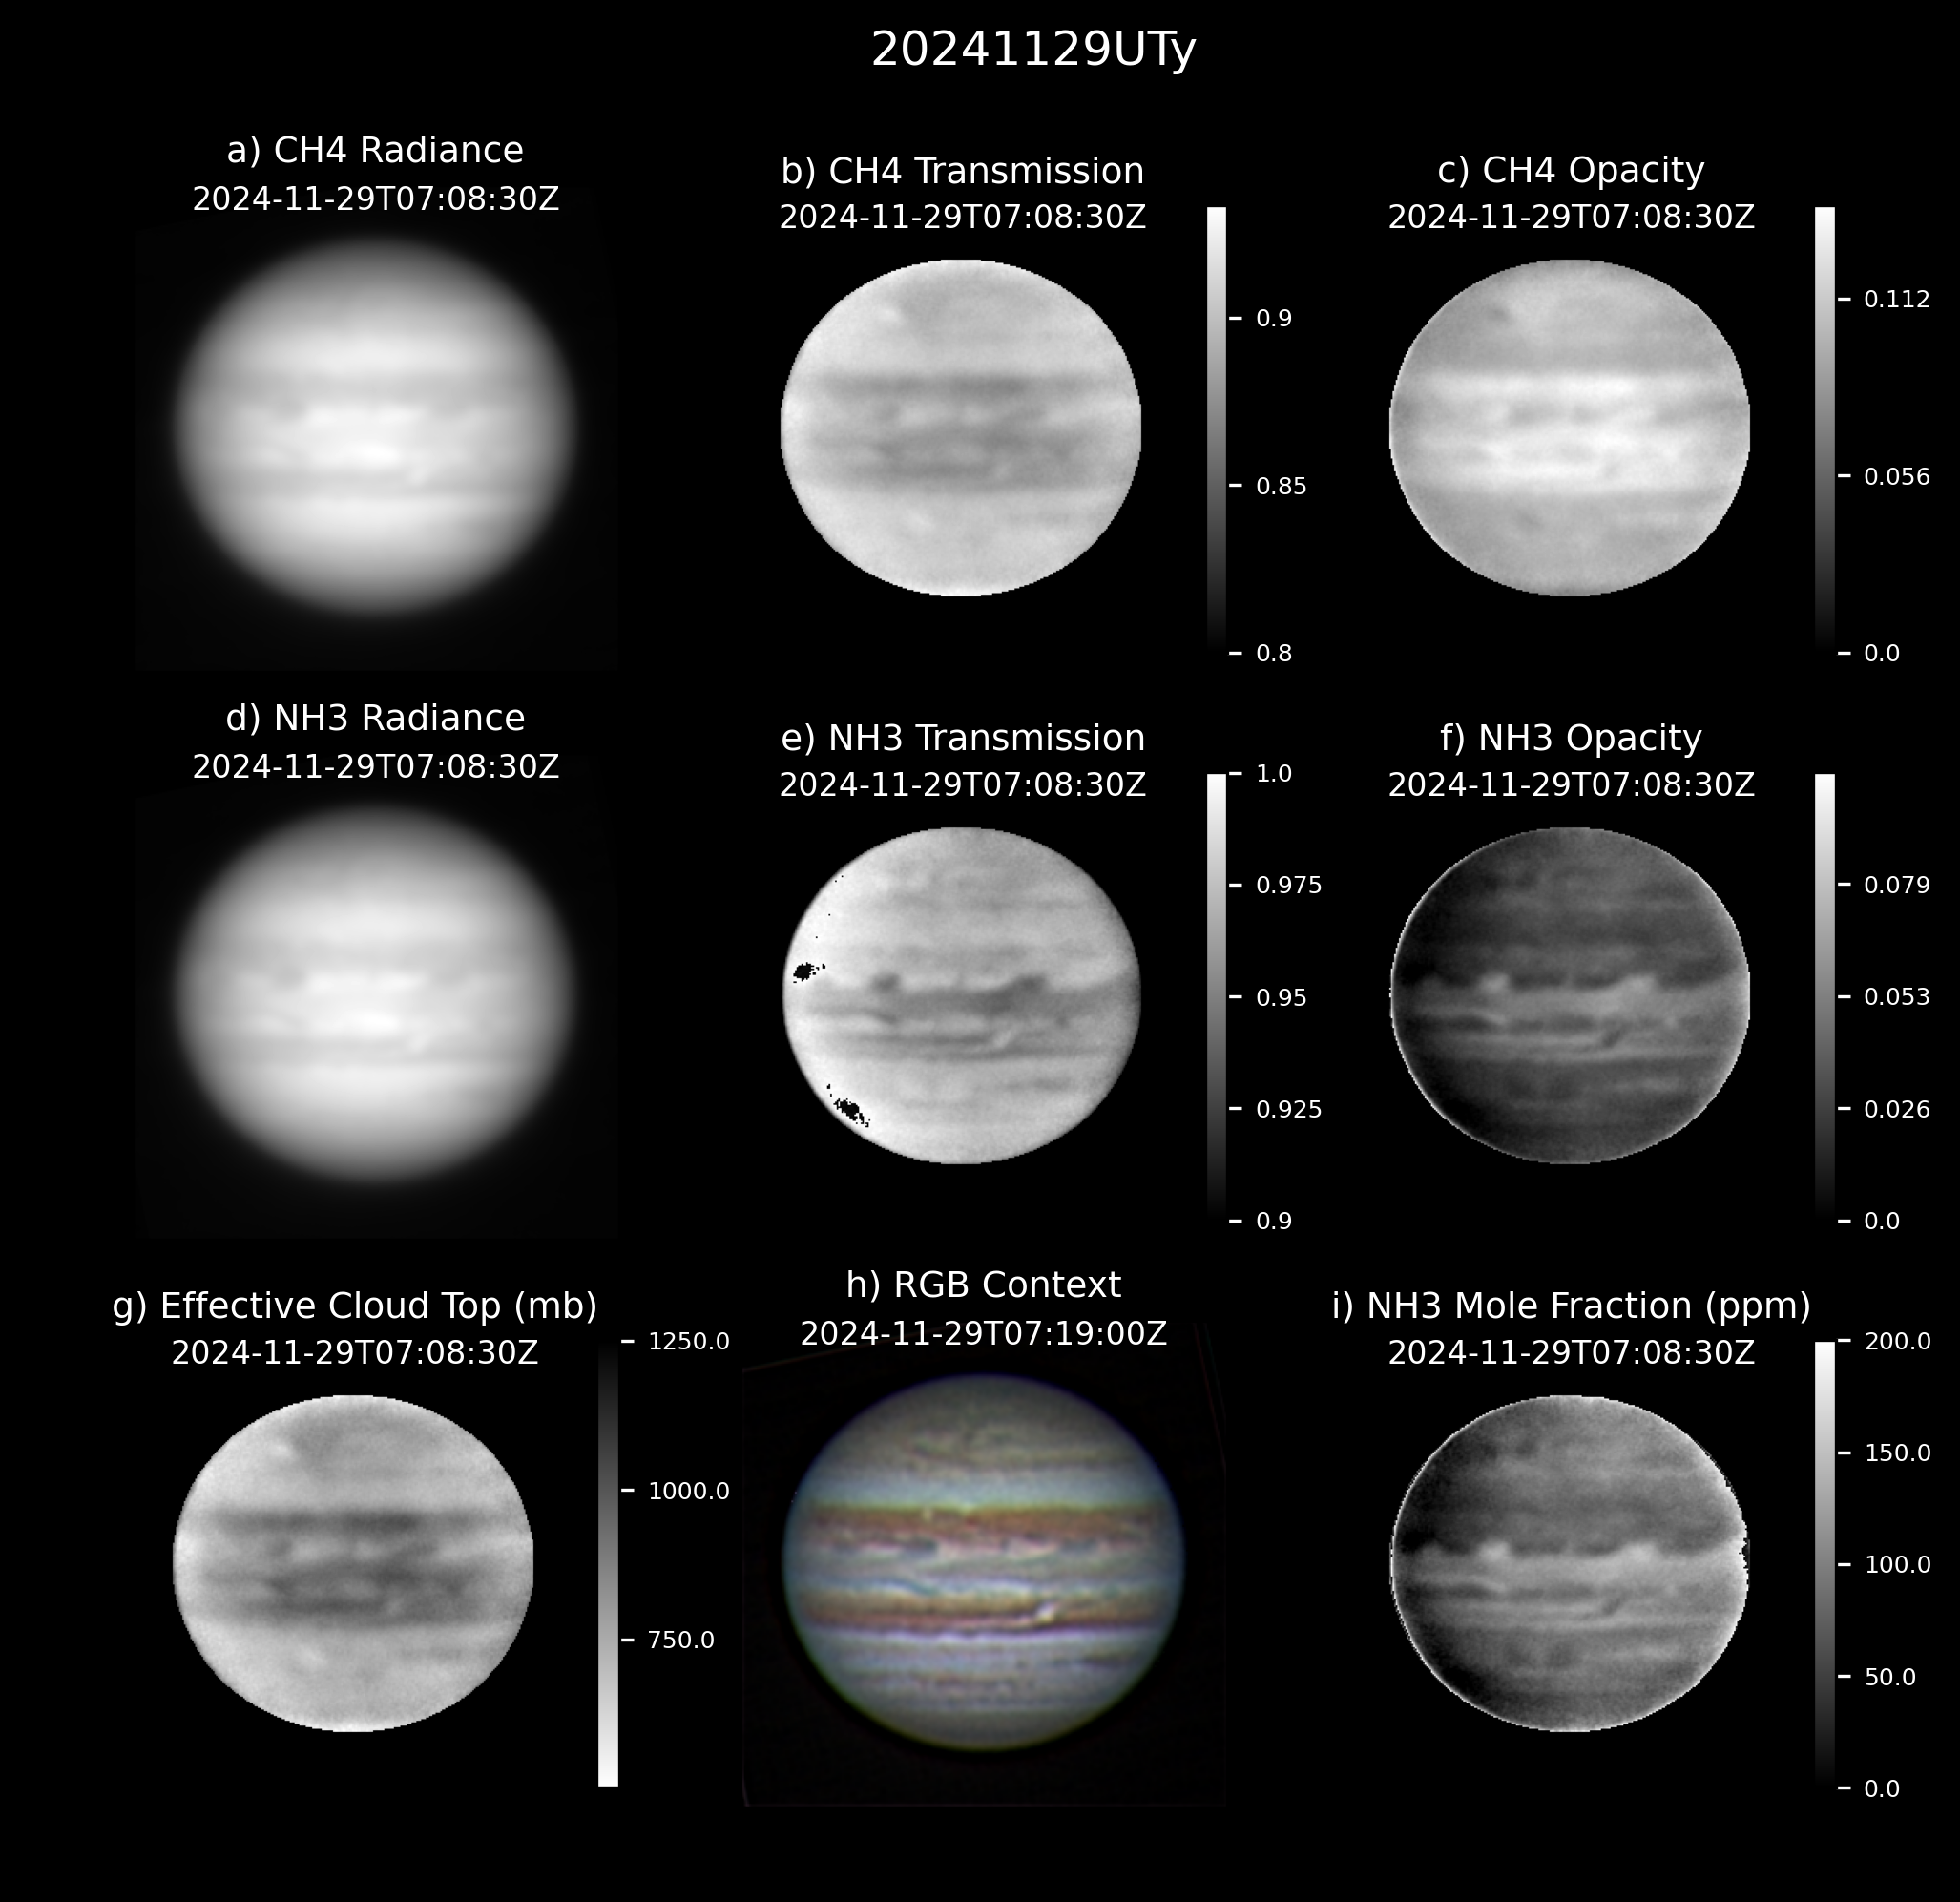 20241129UTy
a) CH4 Radiance
2024-11-29T07:08:30Z
b) CH4 Transmission
2024-11-29T07:08:30Z
0.9
0.85
0.8
c) CH4 Opacity
2024-11-29T07:08:30Z
0.112
0.056
0.0
d) NH3 Radiance
2024-11-29T07:08:30Z
e) NH3 Transmission
2024-11-29T07:08:30Z
1.0
0.975
0.95
0.925
0.9
f) NH3 Opacity
2024-11-29T07:08:30Z
0.079
0.053
0.026
0.0
g) Effective Cloud Top (mb)
2024-11-29T07:08:30Z
1250.0
1000.0
750.0
h) RGB Context
2024-11-29T07:19:00Z
i) NH3 Mole Fraction (ppm)
2024-11-29T07:08:30Z
200.0
150.0
100.0
50.0
0.0